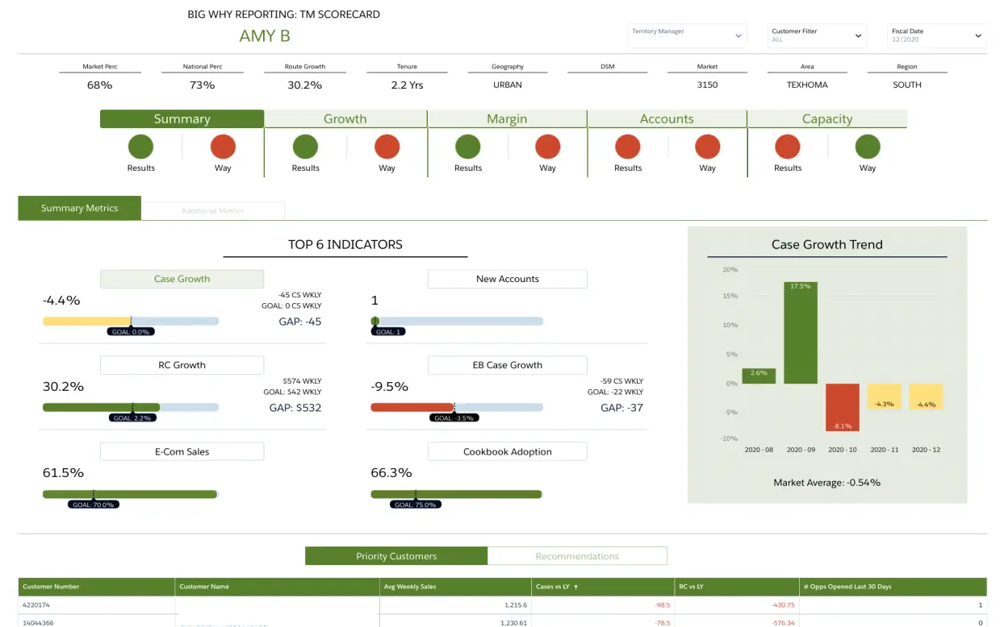 BIG WHY REPORTING: TM SCORECARD
AMY B
Territory Manager
Customer Filter
ALL
Fiscal Date
12/2020
Market Perc National Perc Route Growth Tenure Geography DSM Market Area Region
68% 73% 30.2% 2.2 Yrs URBAN 3150 TEXHOMA SOUTH
Summary Growth Margin Accounts Capacity
Results Way Results Way Results Way Results Way Results Way
Summary Metrics Additional Metrics
TOP 6 INDICATORS
Case Growth
-4.4%
-45 CS WKLY
GOAL: 0 CS WKLY
GAP: -45
GOAL: 0.0%
New Accounts
1
GOAL: 1
RC Growth
30.2%
$574 WKLY
GOAL: $42 WKLY
GAP: $532
GOAL: 2.2%
EB Case Growth
-9.5%
-59 CS WKLY
GOAL: -22 WKLY
GAP: -37
GOAL: -3.5%
E-Com Sales
61.5%
GOAL: 70.0%
Cookbook Adoption
66.3%
GOAL: 75.0%
Case Growth Trend
20%
15%
10%
5%
0%
-5%
-10%
2.6%
17.5%
-8.1%
-4.3%
-4.4%
2020 - 08 2020 - 09 2020 - 10 2020 - 11 2020 - 12
Market Average: -0.54%
Priority Customers Recommendations
Customer Number Customer Name Avg Weekly Sales Cases vs LY ↑ RC vs LY # Opps Opened Last 30 Days
4220174 1,215.6 -98.5 -430.75 1
14044366 1,230.61 -78.5 -576.34 0